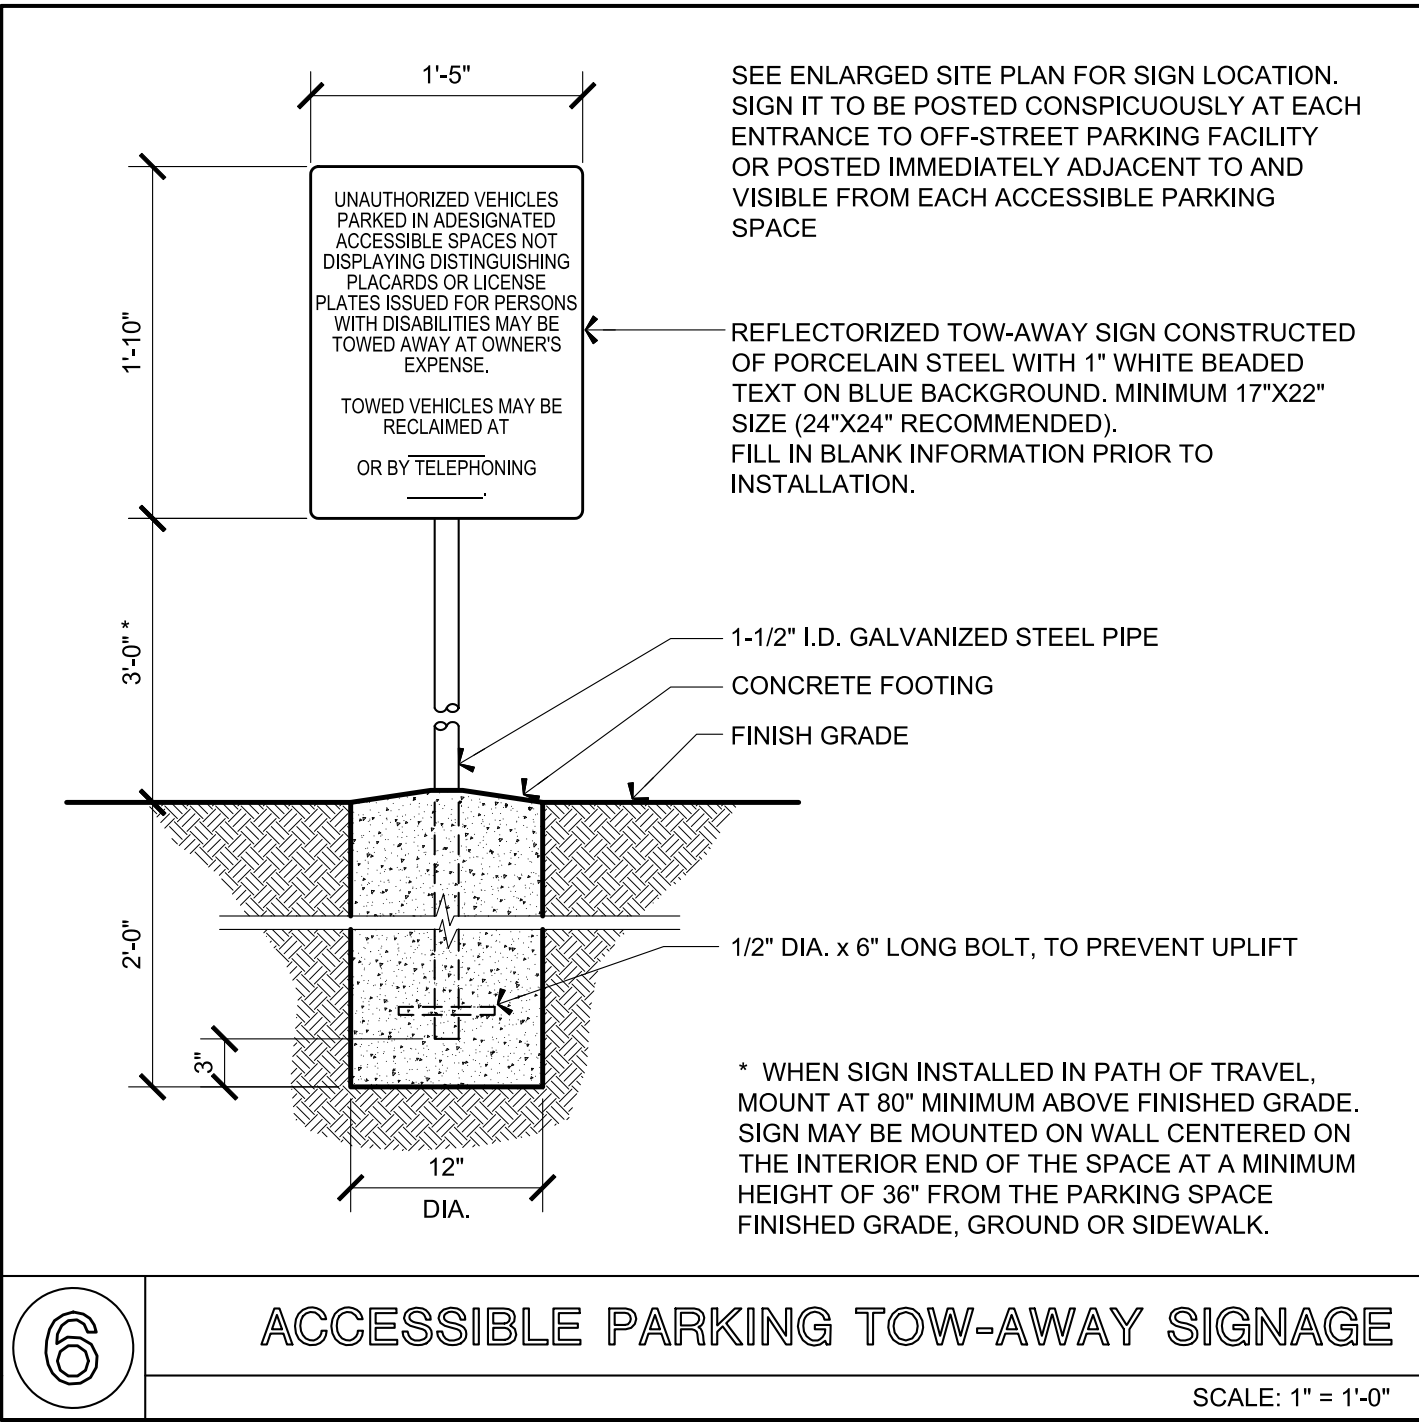 1'-5"
SEE ENLARGED SITE PLAN FOR SIGN LOCATION.
SIGN IT TO BE POSTED CONSPICUOUSLY AT EACH
ENTRANCE TO OFF-STREET PARKING FACILITY
OR POSTED IMMEDIATELY ADJACENT TO AND
VISIBLE FROM EACH ACCESSIBLE PARKING
SPACE
UNAUTHORIZED VEHICLES
PARKED IN ADESIGNATED
ACCESSIBLE SPACES NOT
DISPLAYING DISTINGUISHING
PLACARDS OR LICENSE
PLATES ISSUED FOR PERSONS
WITH DISABILITIES MAY BE
TOWED AWAY AT OWNER'S
EXPENSE.
TOWED VEHICLES MAY BE
RECLAIMED AT
OR BY TELEPHONING
.
1'-10"
REFLECTORIZED TOW-AWAY SIGN CONSTRUCTED
OF PORCELAIN STEEL WITH 1" WHITE BEADED
TEXT ON BLUE BACKGROUND. MINIMUM 17"X22"
SIZE (24"X24" RECOMMENDED).
FILL IN BLANK INFORMATION PRIOR TO
INSTALLATION.
3'-0" *
1-1/2" I.D. GALVANIZED STEEL PIPE
CONCRETE FOOTING
FINISH GRADE
2'-0"
1/2" DIA. x 6" LONG BOLT, TO PREVENT UPLIFT
3"
* WHEN SIGN INSTALLED IN PATH OF TRAVEL,
MOUNT AT 80" MINIMUM ABOVE FINISHED GRADE.
SIGN MAY BE MOUNTED ON WALL CENTERED ON
THE INTERIOR END OF THE SPACE AT A MINIMUM
HEIGHT OF 36" FROM THE PARKING SPACE
FINISHED GRADE, GROUND OR SIDEWALK.
12"
DIA.
6
ACCESSIBLE PARKING TOW-AWAY SIGNAGE
SCALE: 1" = 1'-0"